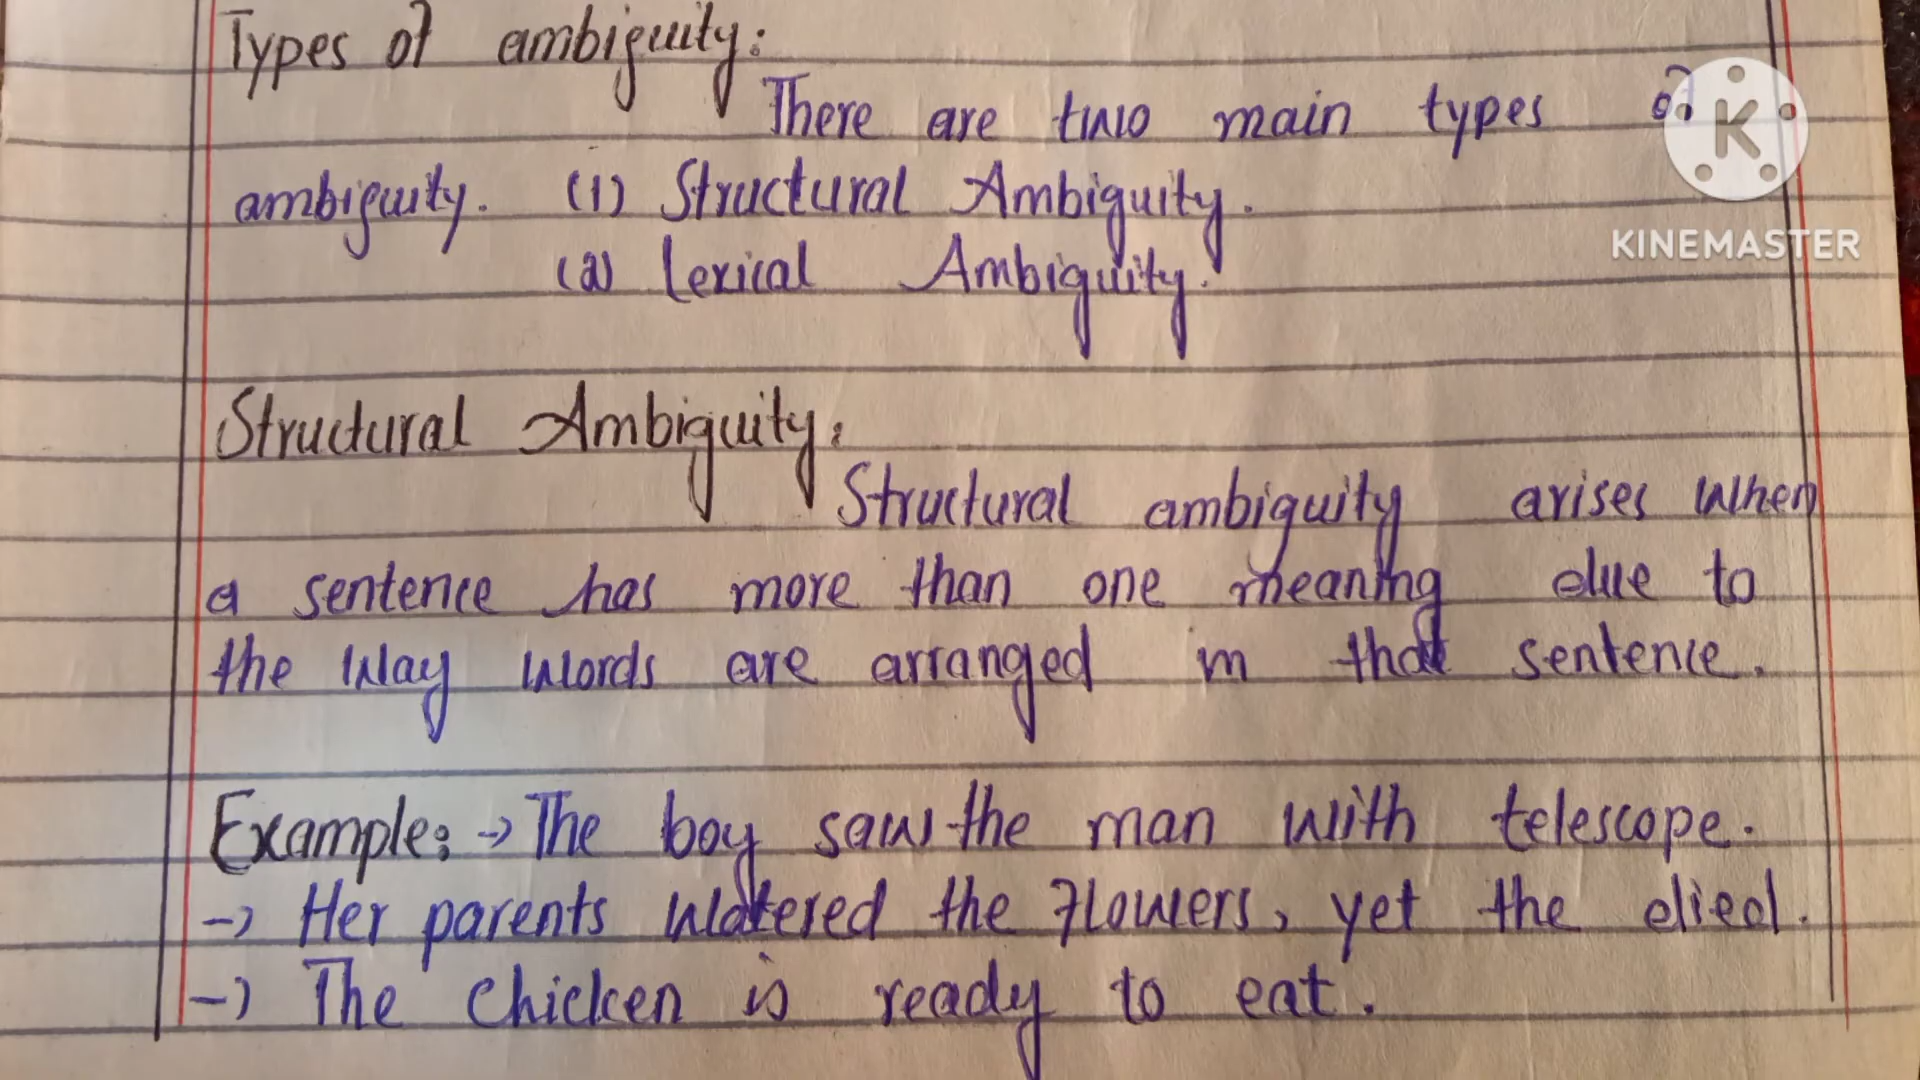 Types of ambiguity:
There are two main types of
ambiguity. (1) Structural Ambiguity.
(2) Lexical Ambiguity.
K
KINEMASTER
Structural Ambiguity:
Structural ambiguity arises when
a sentence has more than one meaning due to
the way words are arranged in that sentence.
Example: → The boy saw the man with telescope.
→ Her parents watered the flowers, yet the died.
→ The chicken is ready to eat.